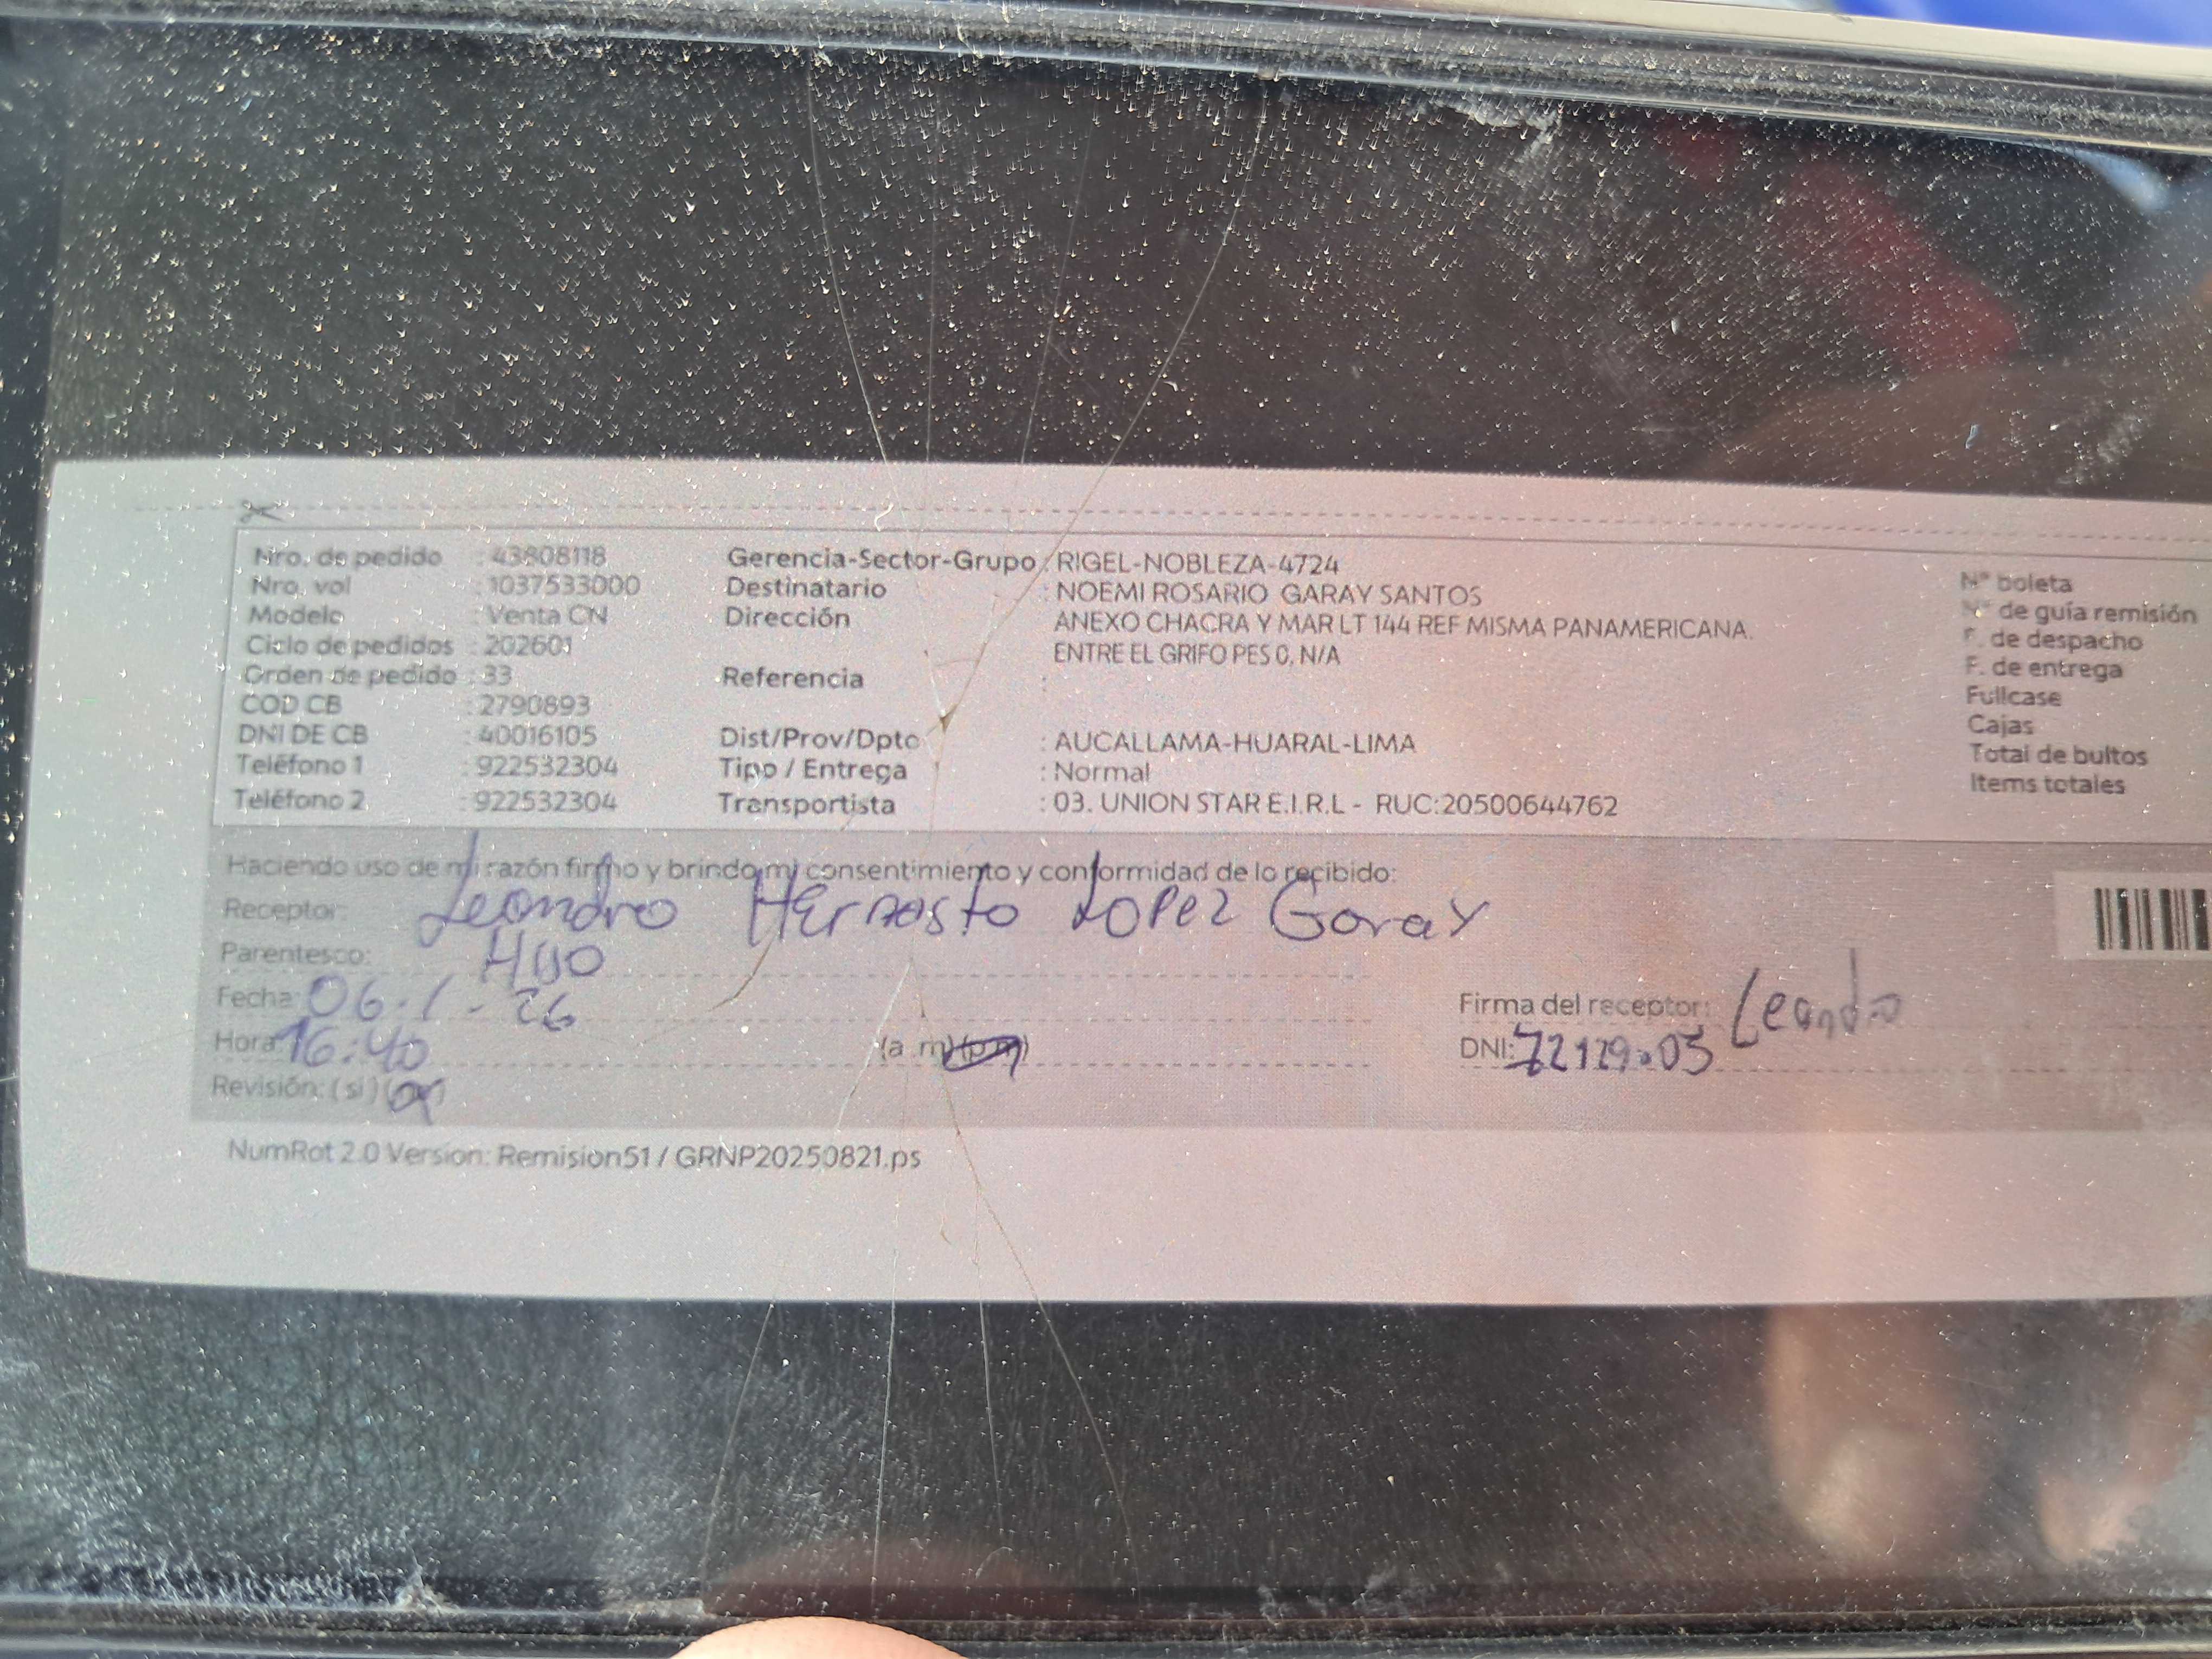 Nro. de pedido : 43808118
Nro. vol : 1037533000
Modelo : Venta CN
Ciclo de pedidos : 202601
Orden de pedido : 33
COD CB : 2790893
DNI DE CB : 40016105
Teléfono 1 : 922532304
Teléfono 2 : 922532304
Gerencia-Sector-Grupo : RIGEL-NOBLEZA-4724
Destinatario : NOEMI ROSARIO GARAY SANTOS
Dirección ANEXO CHACRA Y MAR LT 144 REF MISMA PANAMERICANA.
ENTRE EL GRIFO PES 0, N/A
Referencia :
Dist/Prov/Dpto : AUCALLAMA-HUARAL-LIMA
Tipo / Entrega : Normal
Transportista : 03. UNION STAR E.I.R.L - RUC:20500644762
N° boleta
N° de guía remisión
F. de despacho
F. de entrega
Fullcase
Cajas
Total de bultos
Items totales
Haciendo uso de mi razón firmo y brindo mi consentimiento y conformidad de lo recibido:
Receptor: Leandro Lopez Garay
Parentesco: Hijo
Fecha: 06.1-26
Hora: 16:40 (a.m) (p.m)
Revisión: (si)
Firma del receptor: Leandro
DNI:
NumRot 2.0 Version: Remision51 / GRNP20250821.ps